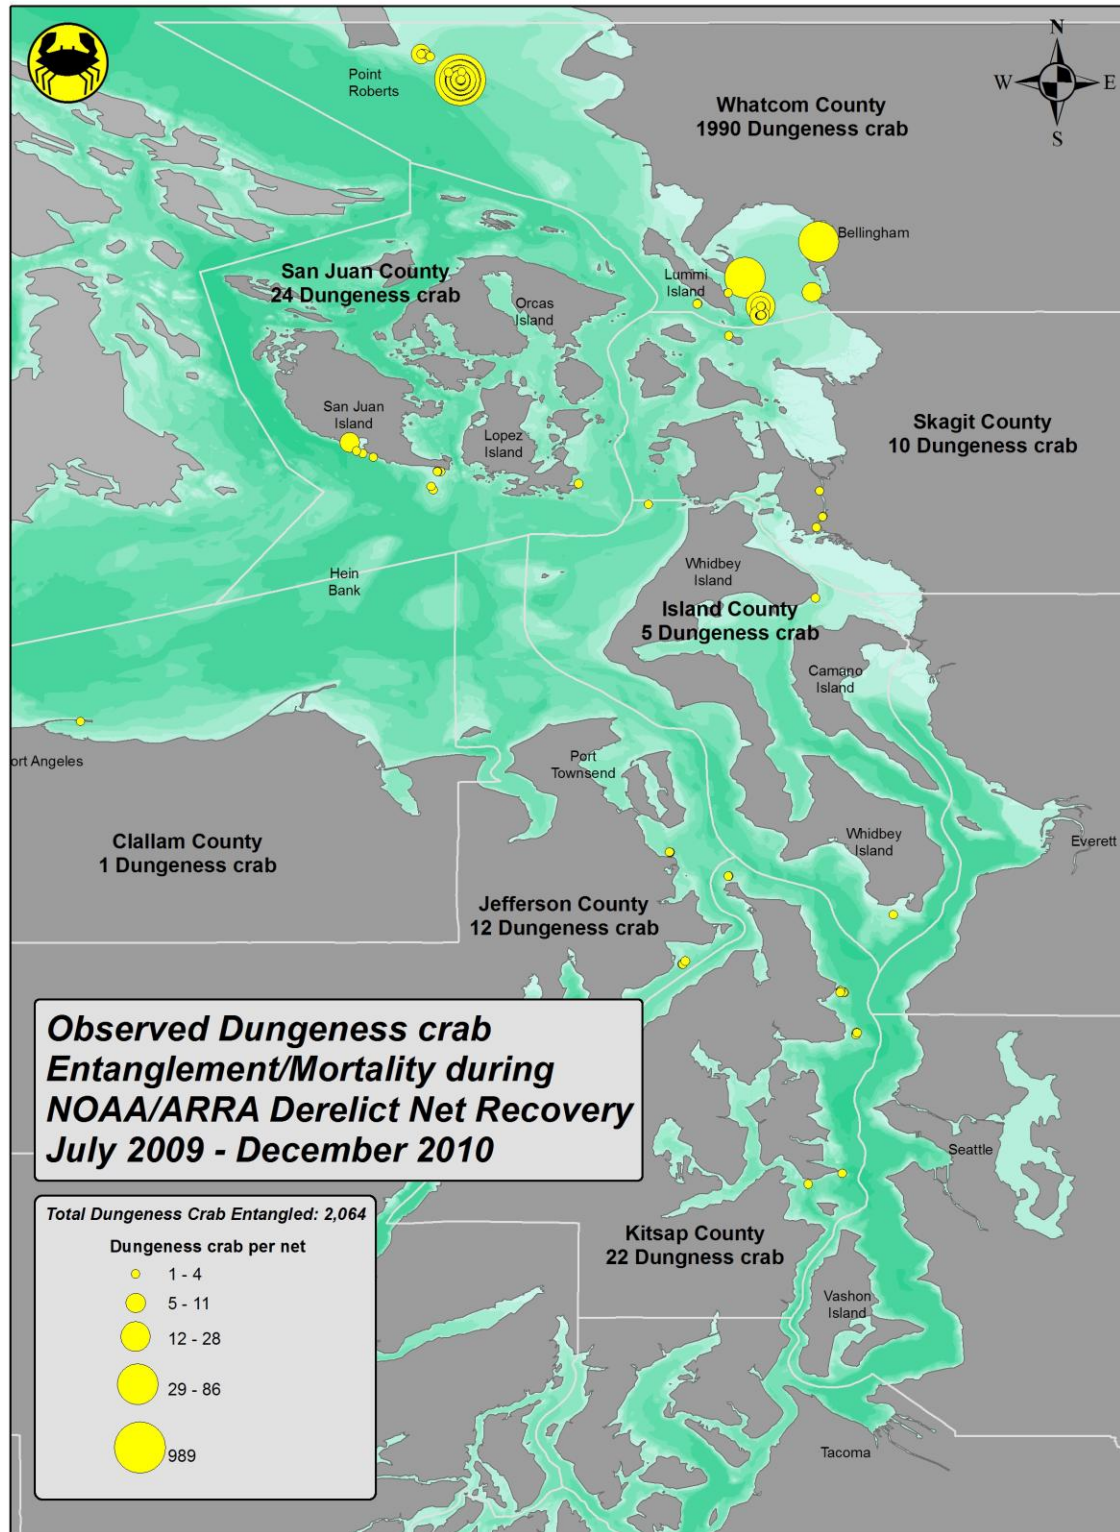 N
W
E
S
Point
Roberts
Whatcom County
1990 Dungeness crab
Bellingham
San Juan County
24 Dungeness crab
Lummi
Island
Orcas
Island
San Juan
Island
Lopez
Island
Skagit County
10 Dungeness crab
Hein
Bank
Whidbey
Island
Island County
5 Dungeness crab
Camano
Island
ort Angeles
Port
Townsend
Clallam County
1 Dungeness crab
Whidbey
Island
Everett
Jefferson County
12 Dungeness crab
Observed Dungeness crab
Entanglement/Mortality during
NOAA/ARRA Derelict Net Recovery
July 2009 - December 2010
Seattle
Kitsap County
22 Dungness crab
Vashon
Island
Tacoma
Total Dungeness Crab Entangled: 2,064
Dungeness crab per net
1 - 4
5 - 11
12 - 28
29 - 86
989